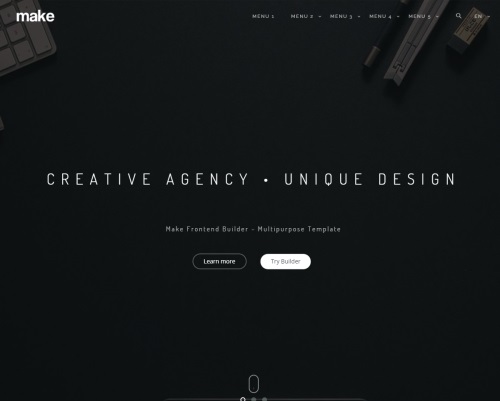 make
MENU 1 MENU 2 MENU 3 MENU 4 MENU 5 EN
CREATIVE AGENCY • UNIQUE DESIGN
Make Frontend Builder - Multipurpose Template
Learn more Try Builder